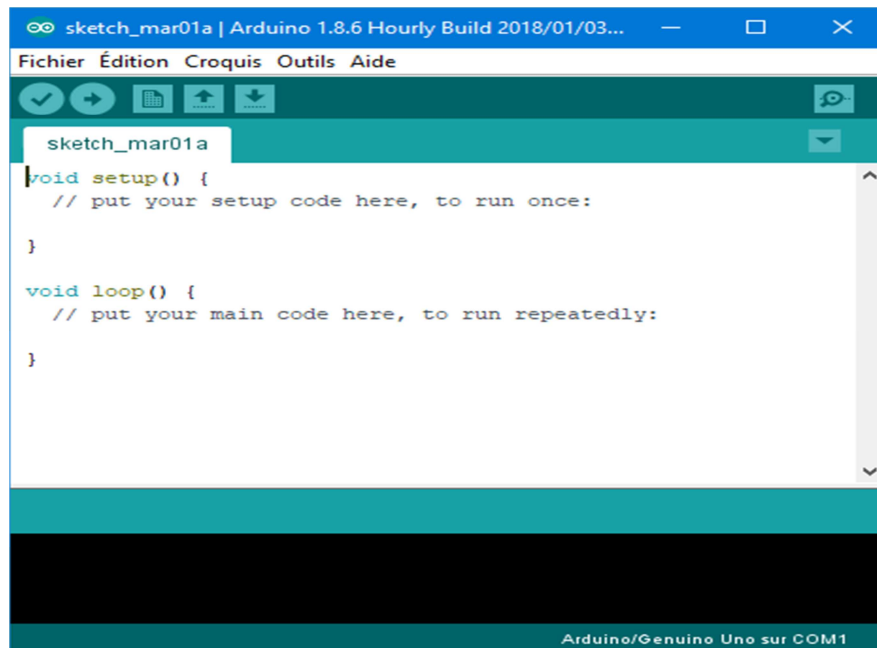 sketch_mar01a | Arduino 1.8.6 Hourly Build 2018/01/03...
Fichier Édition Croquis Outils Aide
sketch_mar01a
void setup() {
  // put your setup code here, to run once:
}
void loop() {
  // put your main code here, to run repeatedly:
}
Arduino/Genuino Uno sur COM1